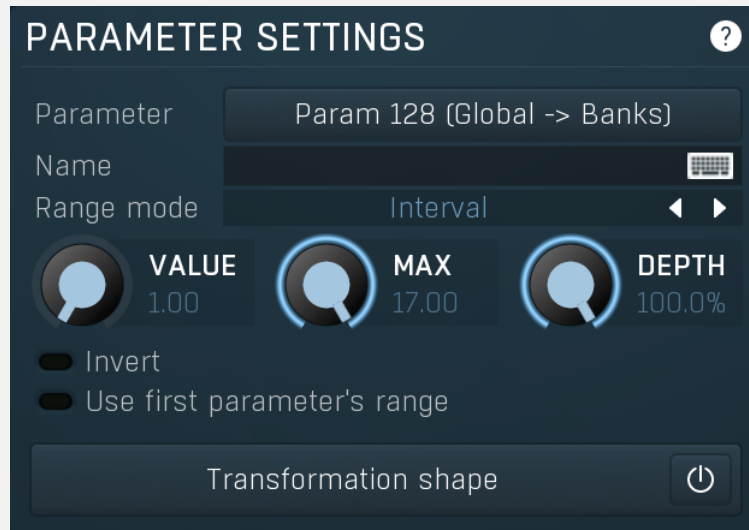 PARAMETER SETTINGS ?
Parameter Param 128 (Global -> Banks)
Name
Range mode Interval
VALUE MAX DEPTH
1.00 17.00 100.0%
Invert
Use first parameter's range
Transformation shape